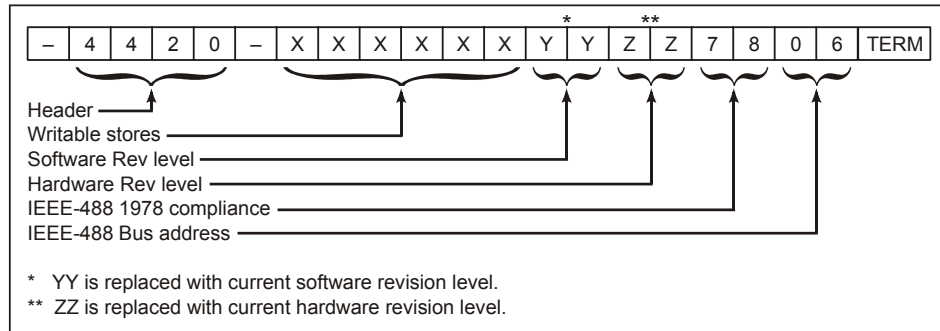 * **
– 4 4 2 0 – X X X X X X Y Y Z Z 7 8 0 6 TERM
Header
Writable stores
Software Rev level
Hardware Rev level
IEEE-488 1978 compliance
IEEE-488 Bus address
* YY is replaced with current software revision level.
** ZZ is replaced with current hardware revision level.